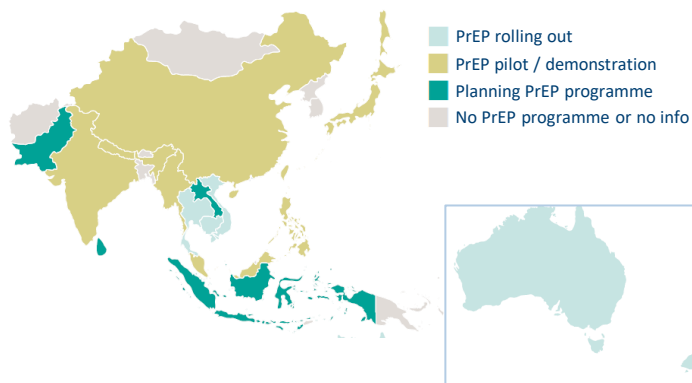 PrEP rolling out
PrEP pilot / demonstration
Planning PrEP programme
No PrEP programme or no info